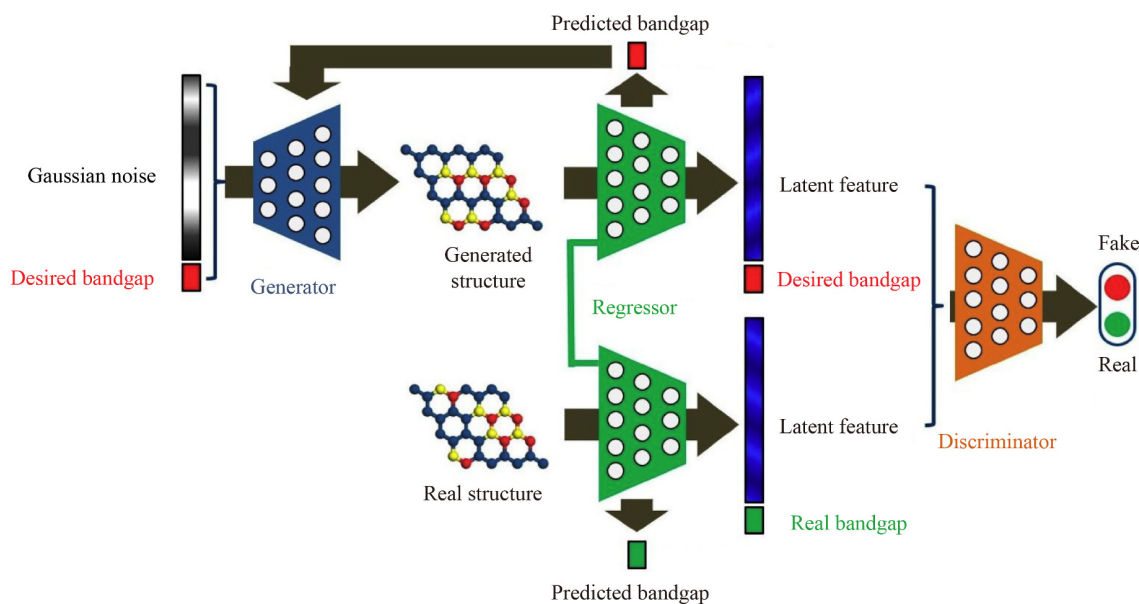 Predicted bandgap
Gaussian noise
Desired bandgap
Generator
Generated
structure
Regressor
Latent feature
Desired bandgap
Fake
Real
Discriminator
Real structure
Latent feature
Real bandgap
Predicted bandgap